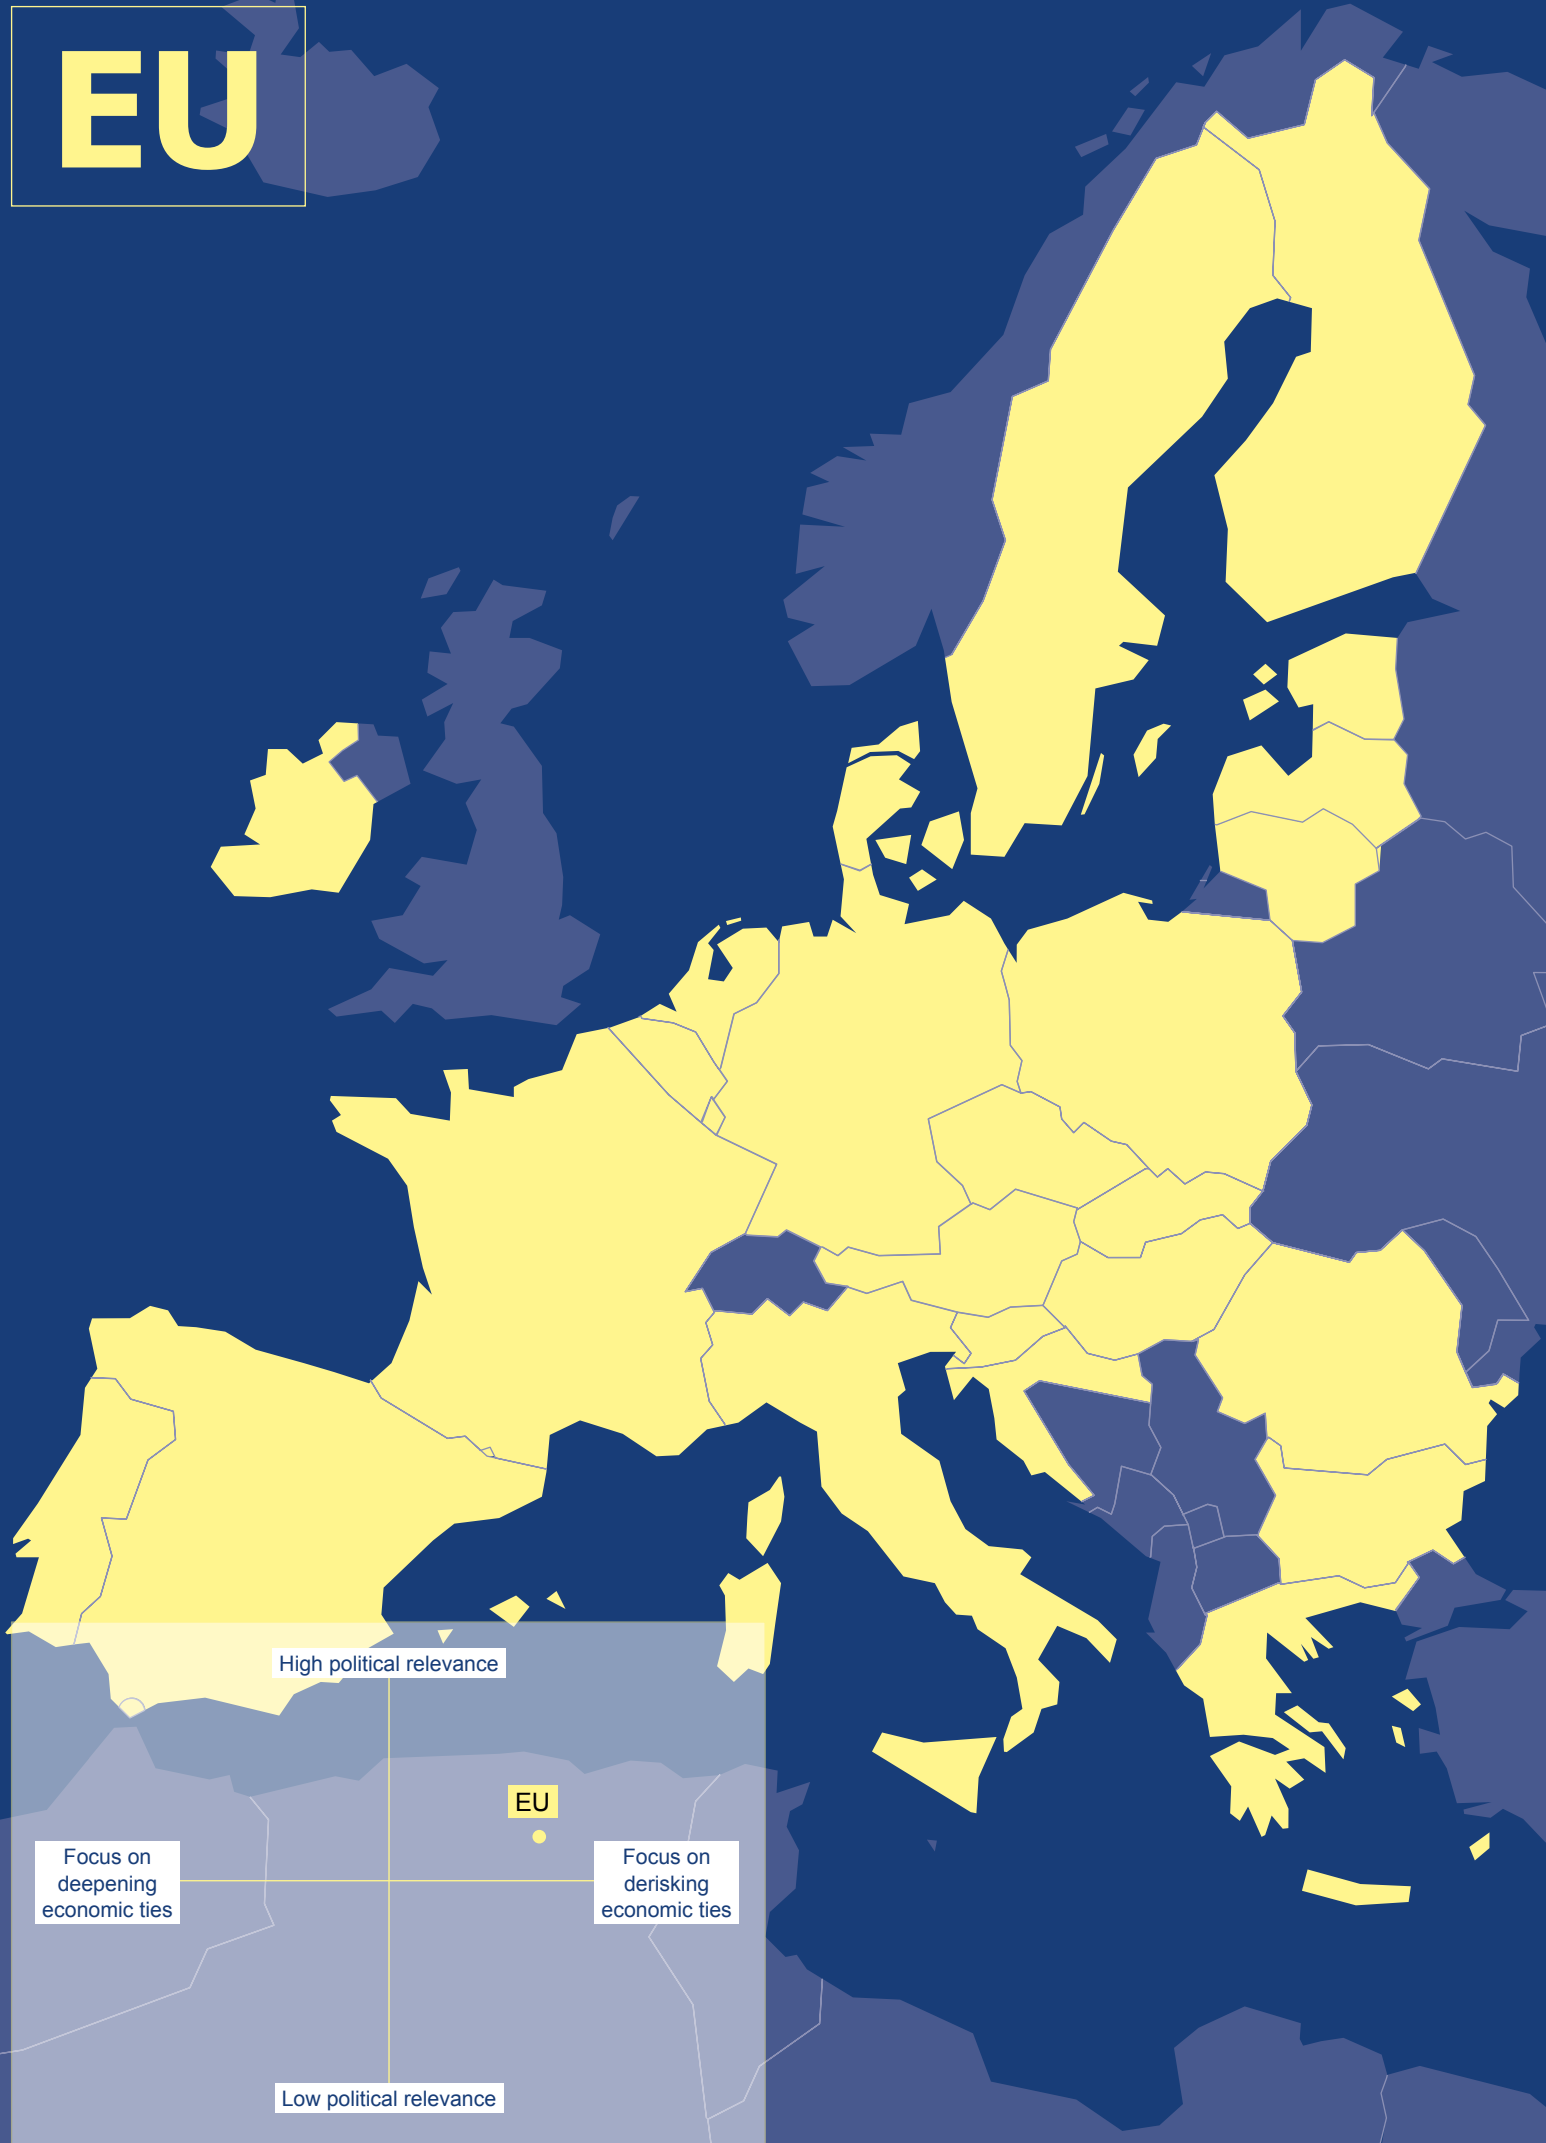 EU
High political relevance
EU
Focus on
deepening
economic ties
Focus on
derisking
economic ties
Low political relevance